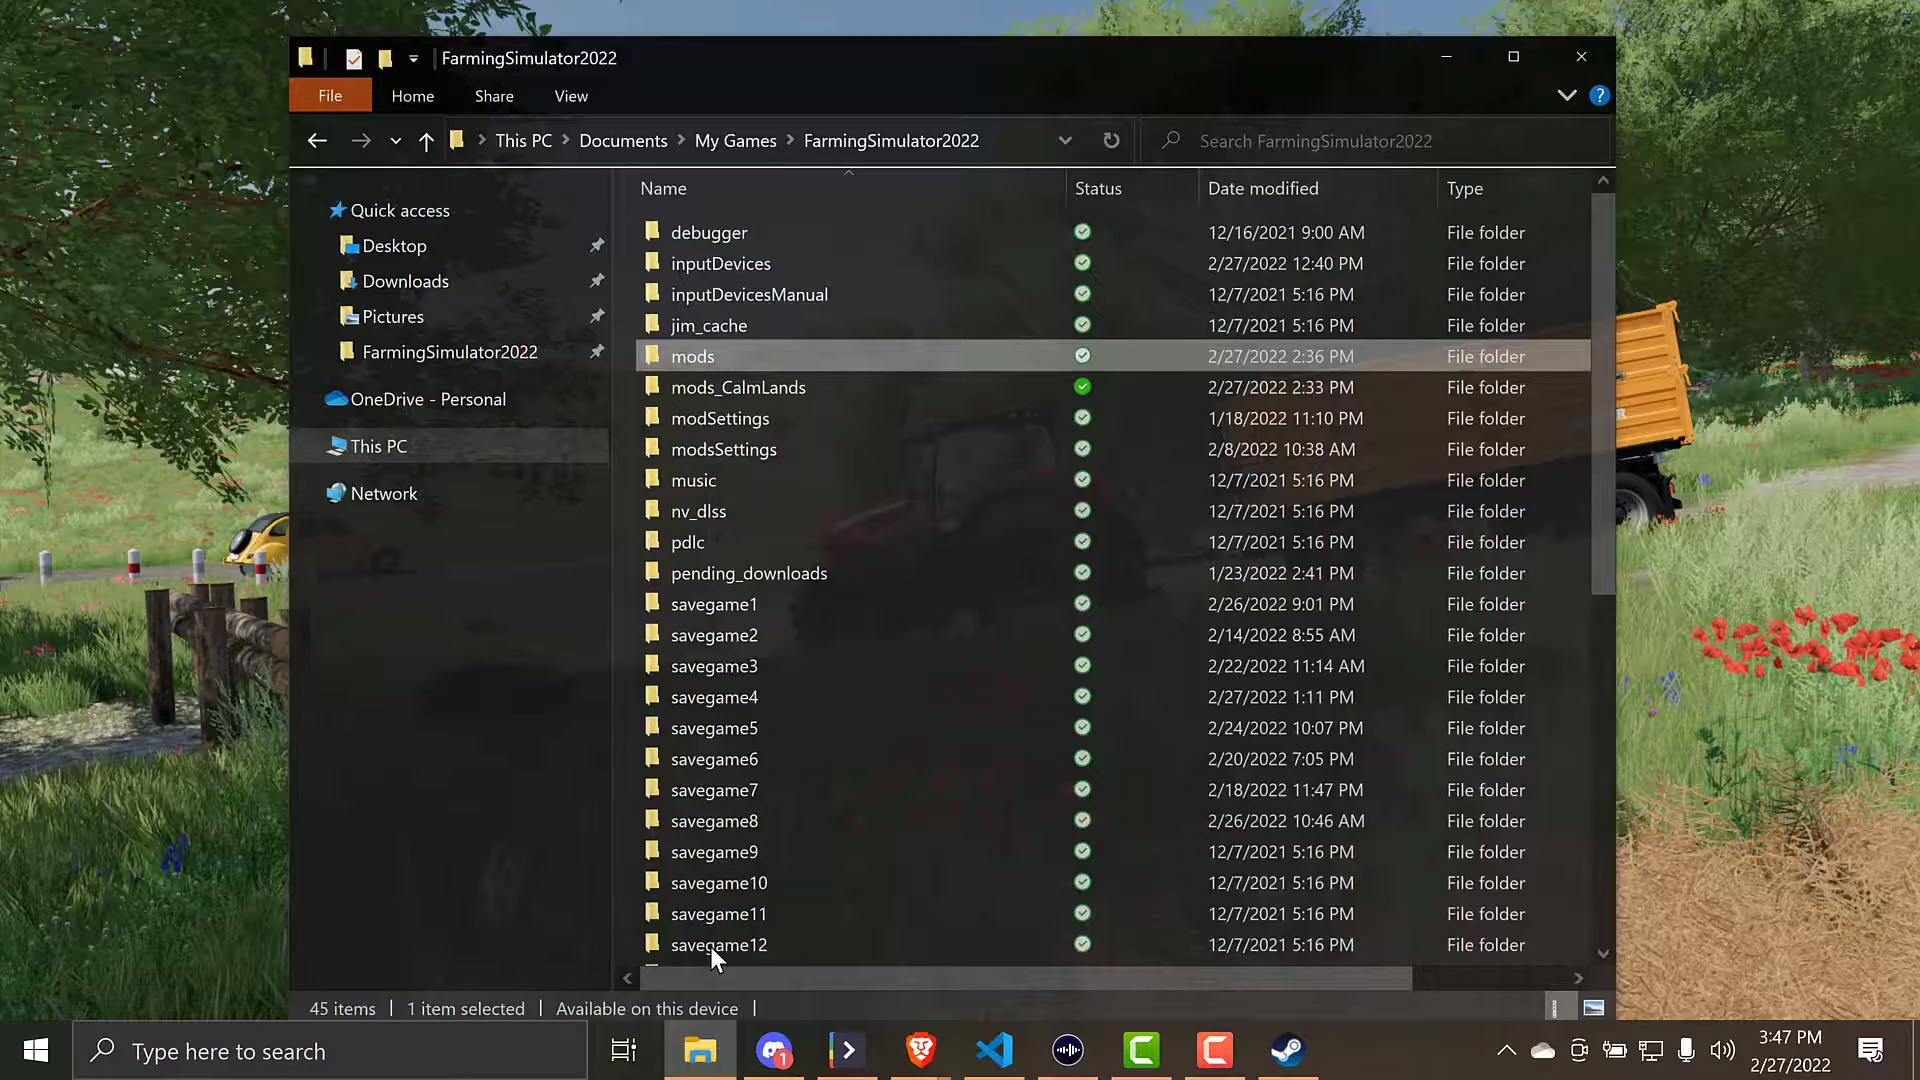 FarmingSimulator2022
File Home Share View
This PC Documents My Games FarmingSimulator2022 Search FarmingSimulator2022
Name Status Date modified Type
Quick access
Desktop
Downloads
Pictures
FarmingSimulator2022
OneDrive - Personal
This PC
Network
debugger 12/16/2021 9:00 AM File folder
inputDevices 2/27/2022 12:40 PM File folder
inputDevicesManual 12/7/2021 5:16 PM File folder
jim_cache 12/7/2021 5:16 PM File folder
mods 2/27/2022 2:36 PM File folder
mods_CalmLands 2/27/2022 2:33 PM File folder
modSettings 1/18/2022 11:10 PM File folder
modsSettings 2/8/2022 10:38 AM File folder
music 12/7/2021 5:16 PM File folder
nv_dlss 12/7/2021 5:16 PM File folder
pdlc 12/7/2021 5:16 PM File folder
pending_downloads 1/23/2022 2:41 PM File folder
savegame1 2/26/2022 9:01 PM File folder
savegame2 2/14/2022 8:55 AM File folder
savegame3 2/22/2022 11:14 AM File folder
savegame4 2/27/2022 1:11 PM File folder
savegame5 2/24/2022 10:07 PM File folder
savegame6 2/20/2022 7:05 PM File folder
savegame7 2/18/2022 11:47 PM File folder
savegame8 2/26/2022 10:46 AM File folder
savegame9 12/7/2021 5:16 PM File folder
savegame10 12/7/2021 5:16 PM File folder
savegame11 12/7/2021 5:16 PM File folder
savegame12 12/7/2021 5:16 PM File folder
45 items 1 item selected Available on this device
Type here to search
1
3:47 PM
2/27/2022